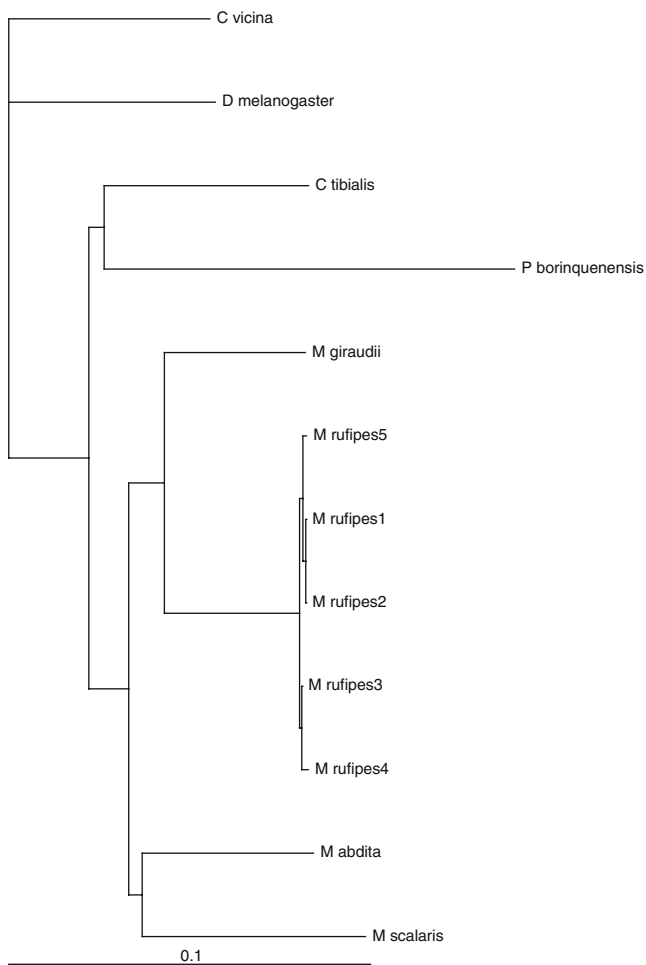 C vicina
D melanogaster
C tibialis
P borinquenensis
M giraudii
M rufipes5
M rufipes1
M rufipes2
M rufipes3
M rufipes4
M abdita
M scalaris
0.1